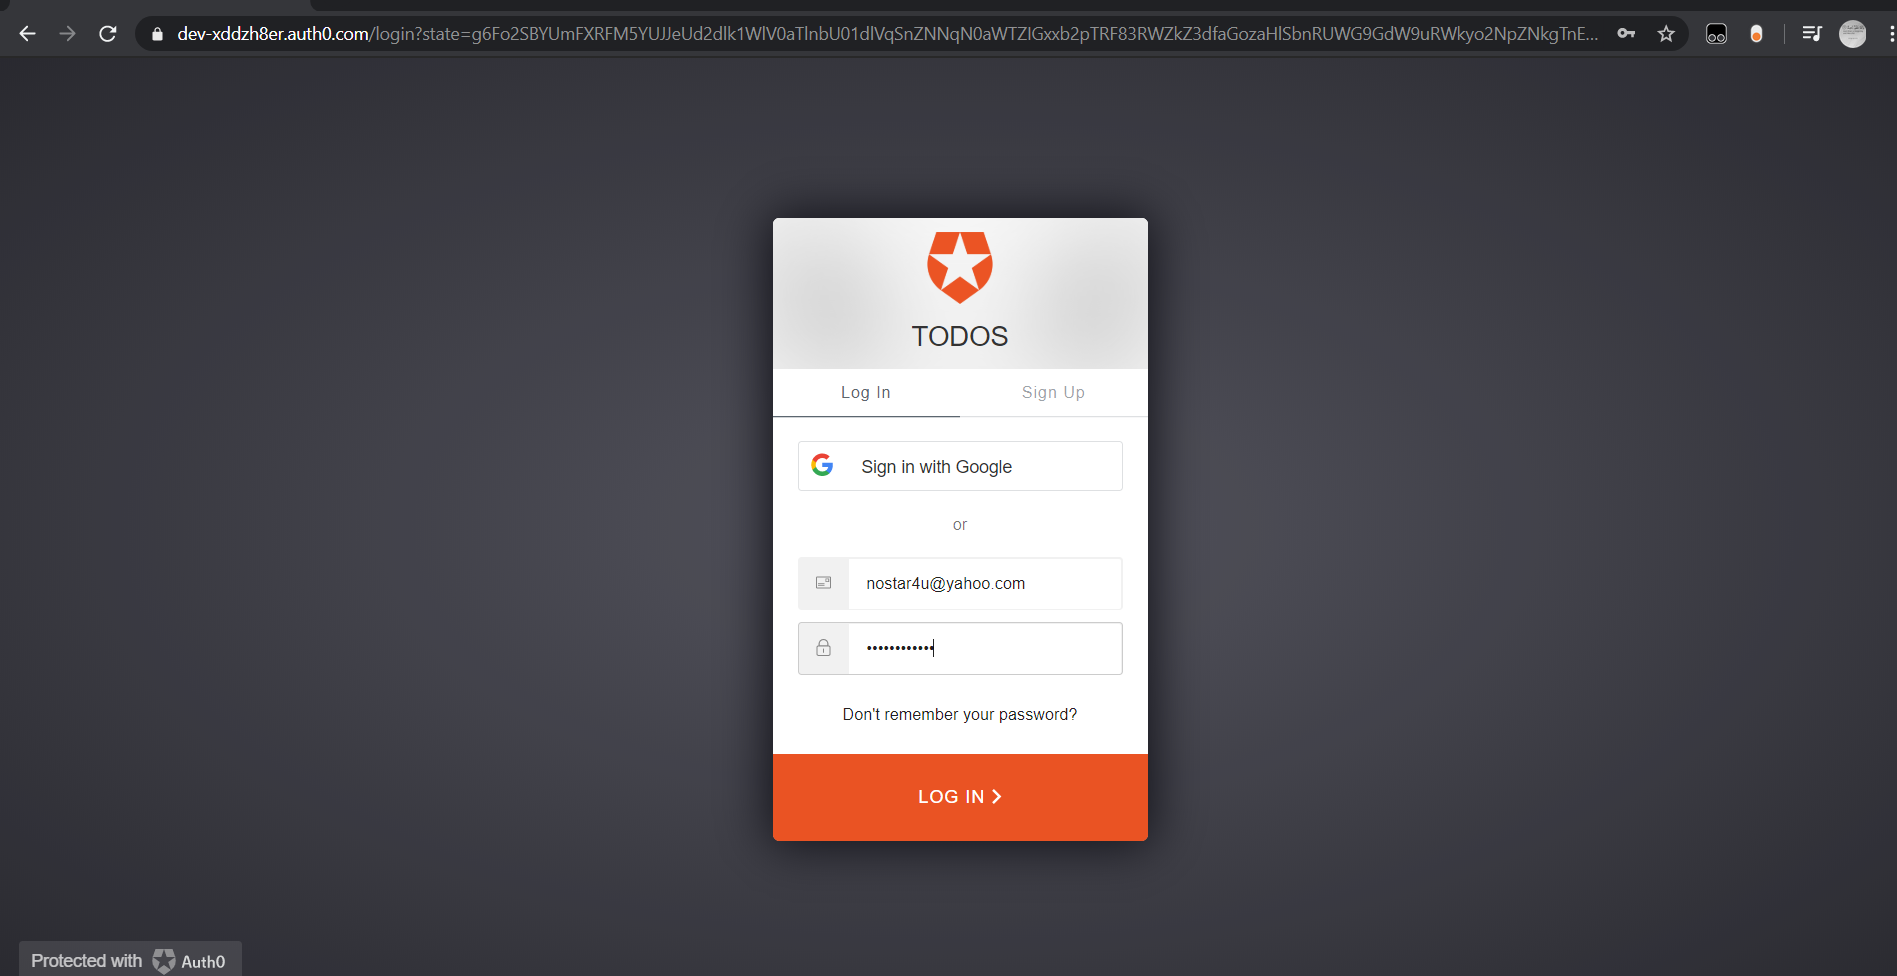 dev-xddzh8er.auth0.com/login?state=g6Fo2SBYUmFXRFM5YUJJeUd2dlk1WlV0aTlnbU01dlVqSnZNNqN0aWTZIGxxb2pTRF83RWZkZ3dfaGozaHlSbnRUWG9GdW9uRWkyo2NpZNkgTnE...
TODOS
Log In
Sign Up
Sign in with Google
or
nostar4u@yahoo.com
••••••••••••
Don't remember your password?
LOG IN >
Protected with Auth0